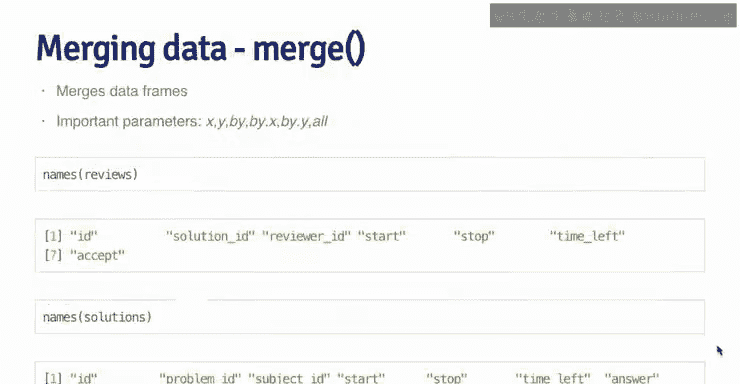 Merging data - merge()
· Merges data frames
· Important parameters: x,y,by,by.x,by.y,all
names(reviews)
[1] "id" "solution_id" "reviewer_id" "start" "stop" "time_left"
[7] "accept"
names(solutions)
[1] "id" "problem_id" "subject_id" "start" "stop" "time_left" "answer"